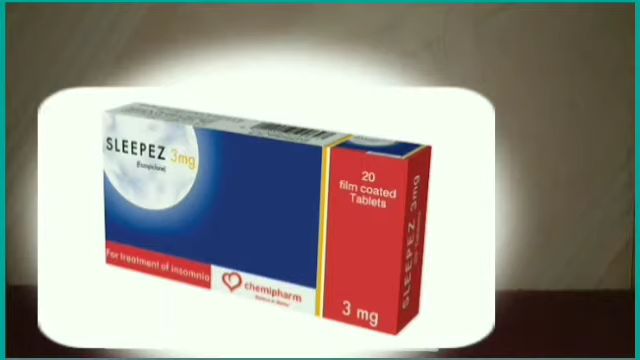 SLEEPEZ 3mg
(Eszopiclone)
For treatment of insomnia
chemipharm
20
film coated
Tablets
3 mg
SLEEPEZ 3mg